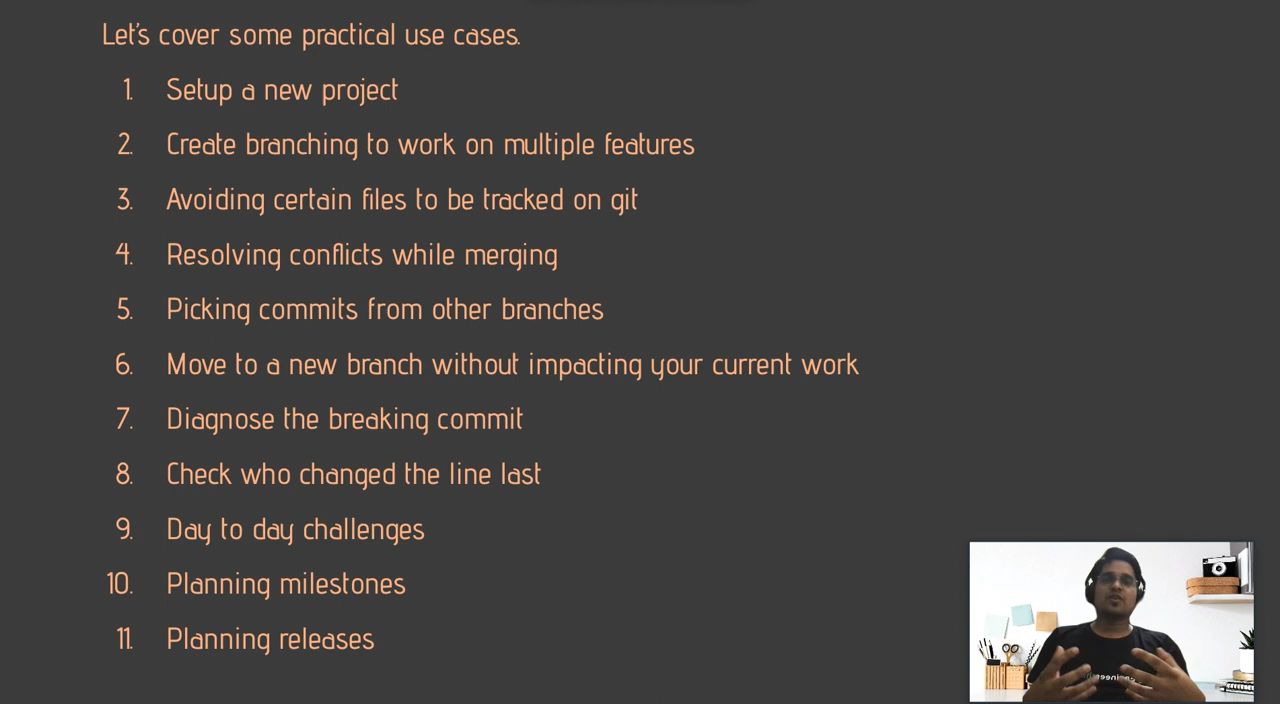 Let's cover some practical use cases.
1. Setup a new project
2. Create branching to work on multiple features
3. Avoiding certain files to be tracked on git
4. Resolving conflicts while merging
5. Picking commits from other branches
6. Move to a new branch without impacting your current work
7. Diagnose the breaking commit
8. Check who changed the line last
9. Day to day challenges
10. Planning milestones
11. Planning releases